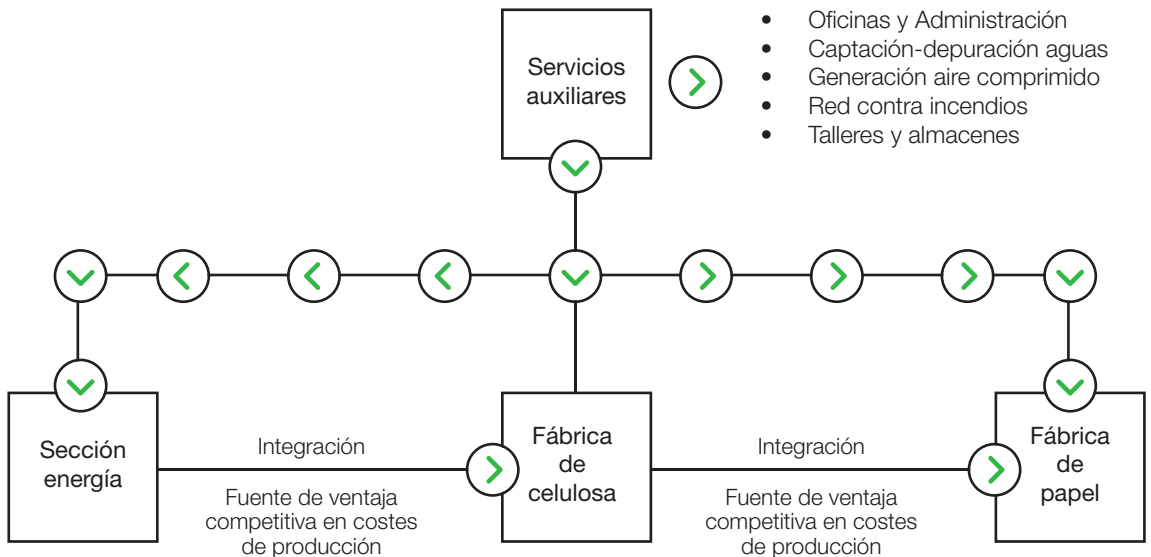 Servicios
auxiliares
• Oficinas y Administración
• Captación-depuración aguas
• Generación aire comprimido
• Red contra incendios
• Talleres y almacenes
Sección
energía
Integración
Fuente de ventaja
competitiva en costes
de producción
Fábrica
de
celulosa
Integración
Fuente de ventaja
competitiva en costes
de producción
Fábrica
de
papel